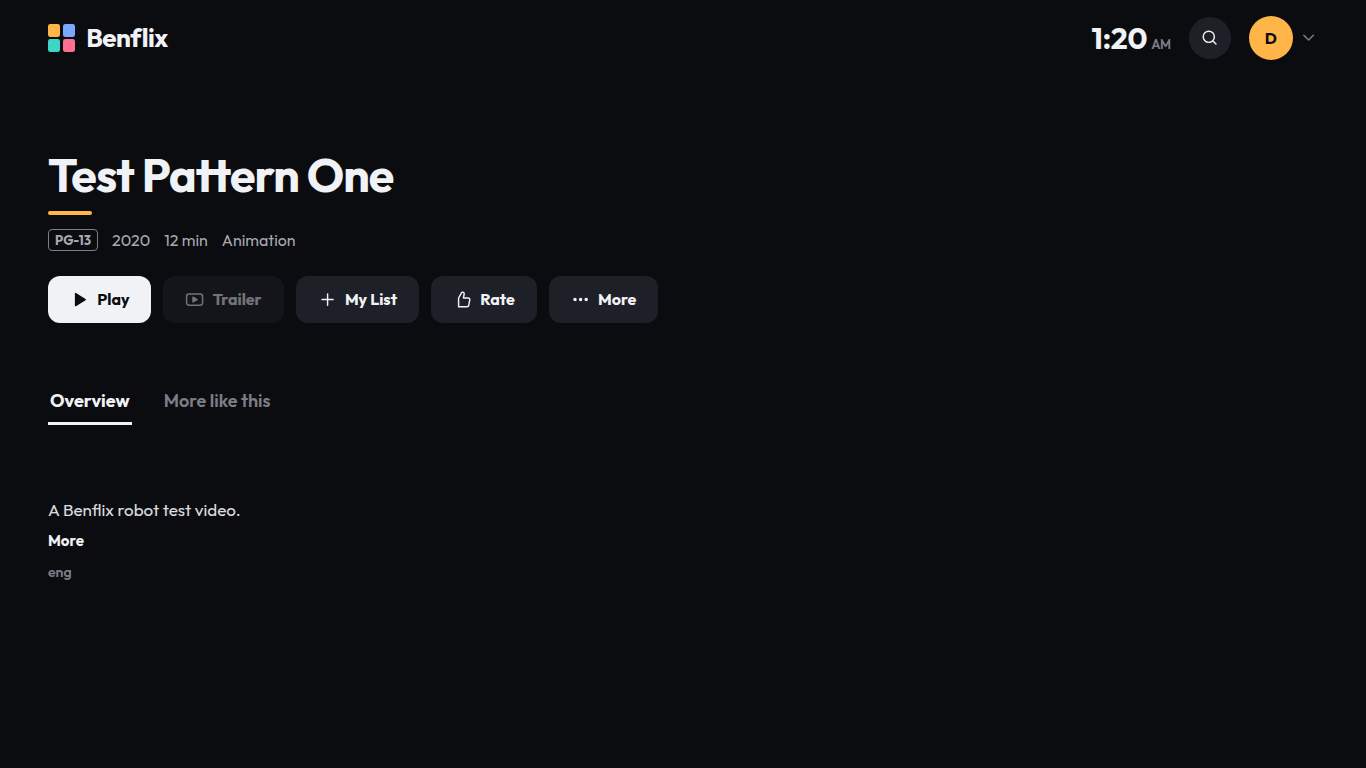 Benflix
1:20 AM
D
Test Pattern One
PG-13 2020 12 min Animation
Play Trailer My List Rate More
Overview More like this
A Benflix robot test video.
More
eng